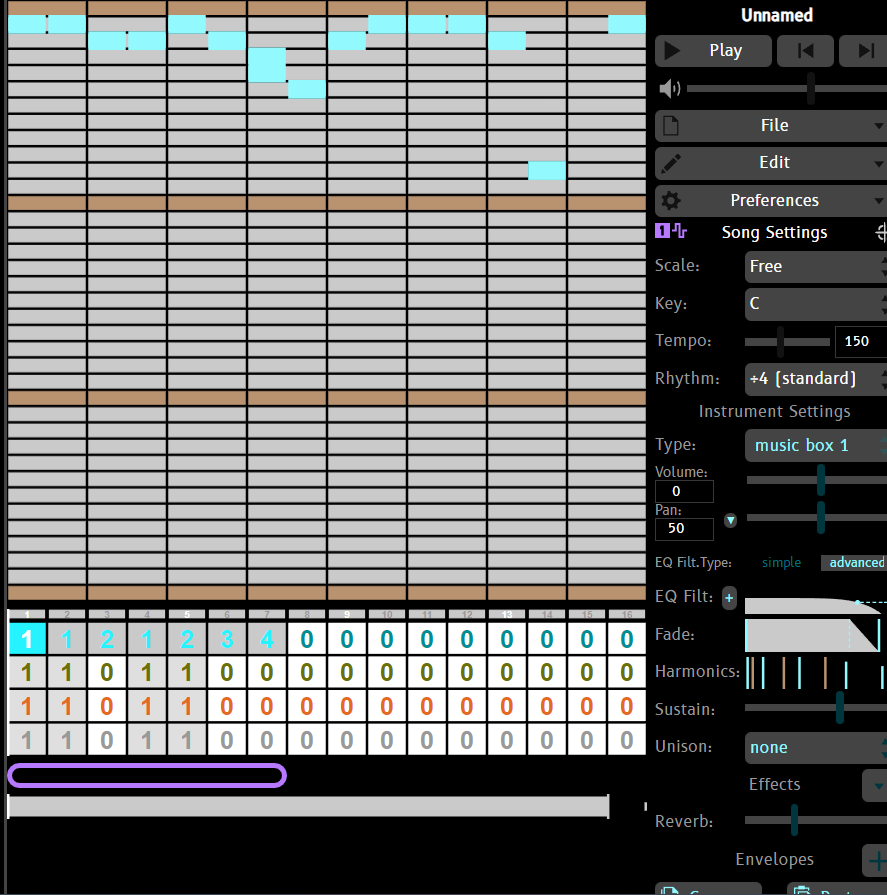 Unnamed
Play
File
Edit
Preferences
1 Song Settings
Scale: Free
Key: C
Tempo: 150
Rhythm: ÷4 (standard)
Instrument Settings
Type: music box 1
Volume:
0
Pan:
50
EQ Filt.Type: simple advanced
EQ Filt: +
Fade:
Harmonics:
Sustain:
Unison: none
Effects
Reverb:
Envelopes
1 2 3 4 5 6 7 8 9 10 11 12 13 14 15 16
1 1 2 1 2 3 4 0 0 0 0 0 0 0 0 0
1 1 0 1 1 0 0 0 0 0 0 0 0 0 0 0
1 1 0 1 1 0 0 0 0 0 0 0 0 0 0 0
1 1 0 1 1 0 0 0 0 0 0 0 0 0 0 0